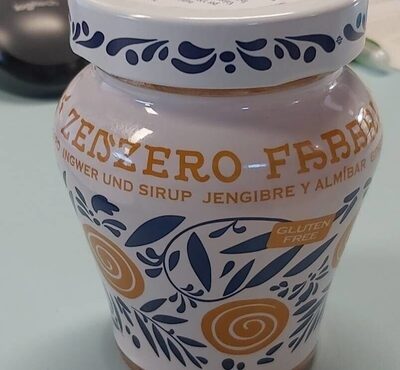 ZENZERO FABBRI
INGWER UND SIRUP JENGIBRE Y ALMÍBAR
GLUTEN
FREE